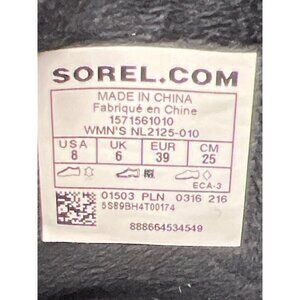 SOREL.COM
MADE IN CHINA
Fabriqué en Chine
1571561010
WMN'S NL2125-010
USA UK EUR CM
8 6 39 25
ECA-3
01503 PLN 0316 216
888664534549